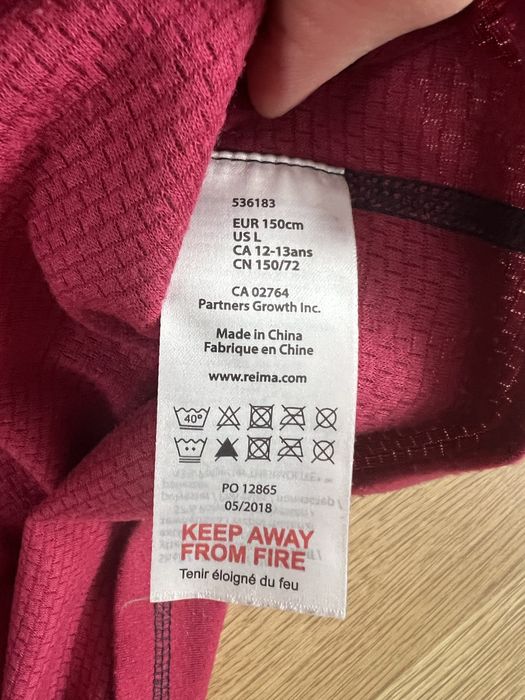 536183
EUR 150cm
US L
CA 12-13ans
CN 150/72
CA 02764
Partners Growth Inc.
Made in China
Fabrique en Chine
www.reima.com
40°
PO 12865
05/2018
KEEP AWAY
FROM FIRE
Tenir éloigné du feu